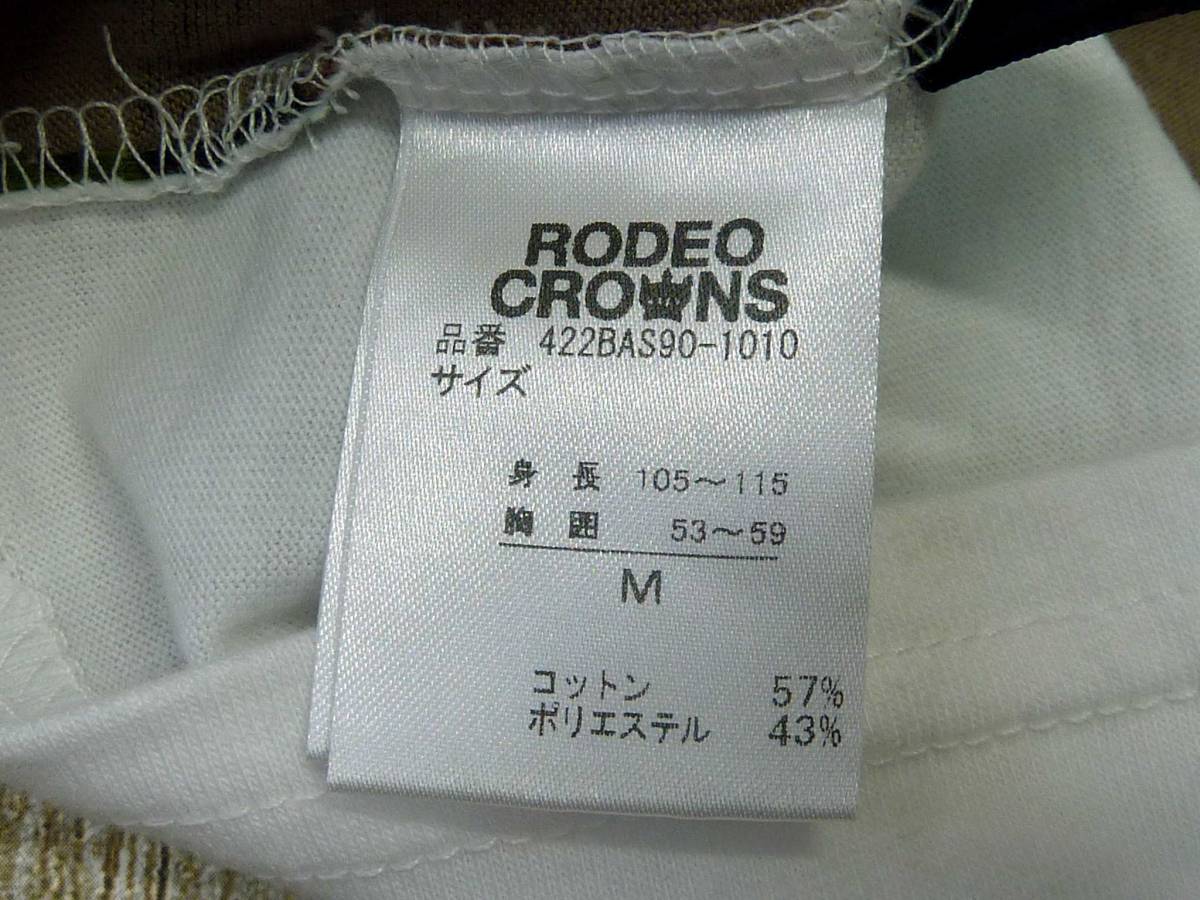 RODEO
CROWNS
品番 422BAS90-1010
サイズ
身長 105～115
胸囲 53～59
M
コットン 57%
ポリエステル 43%